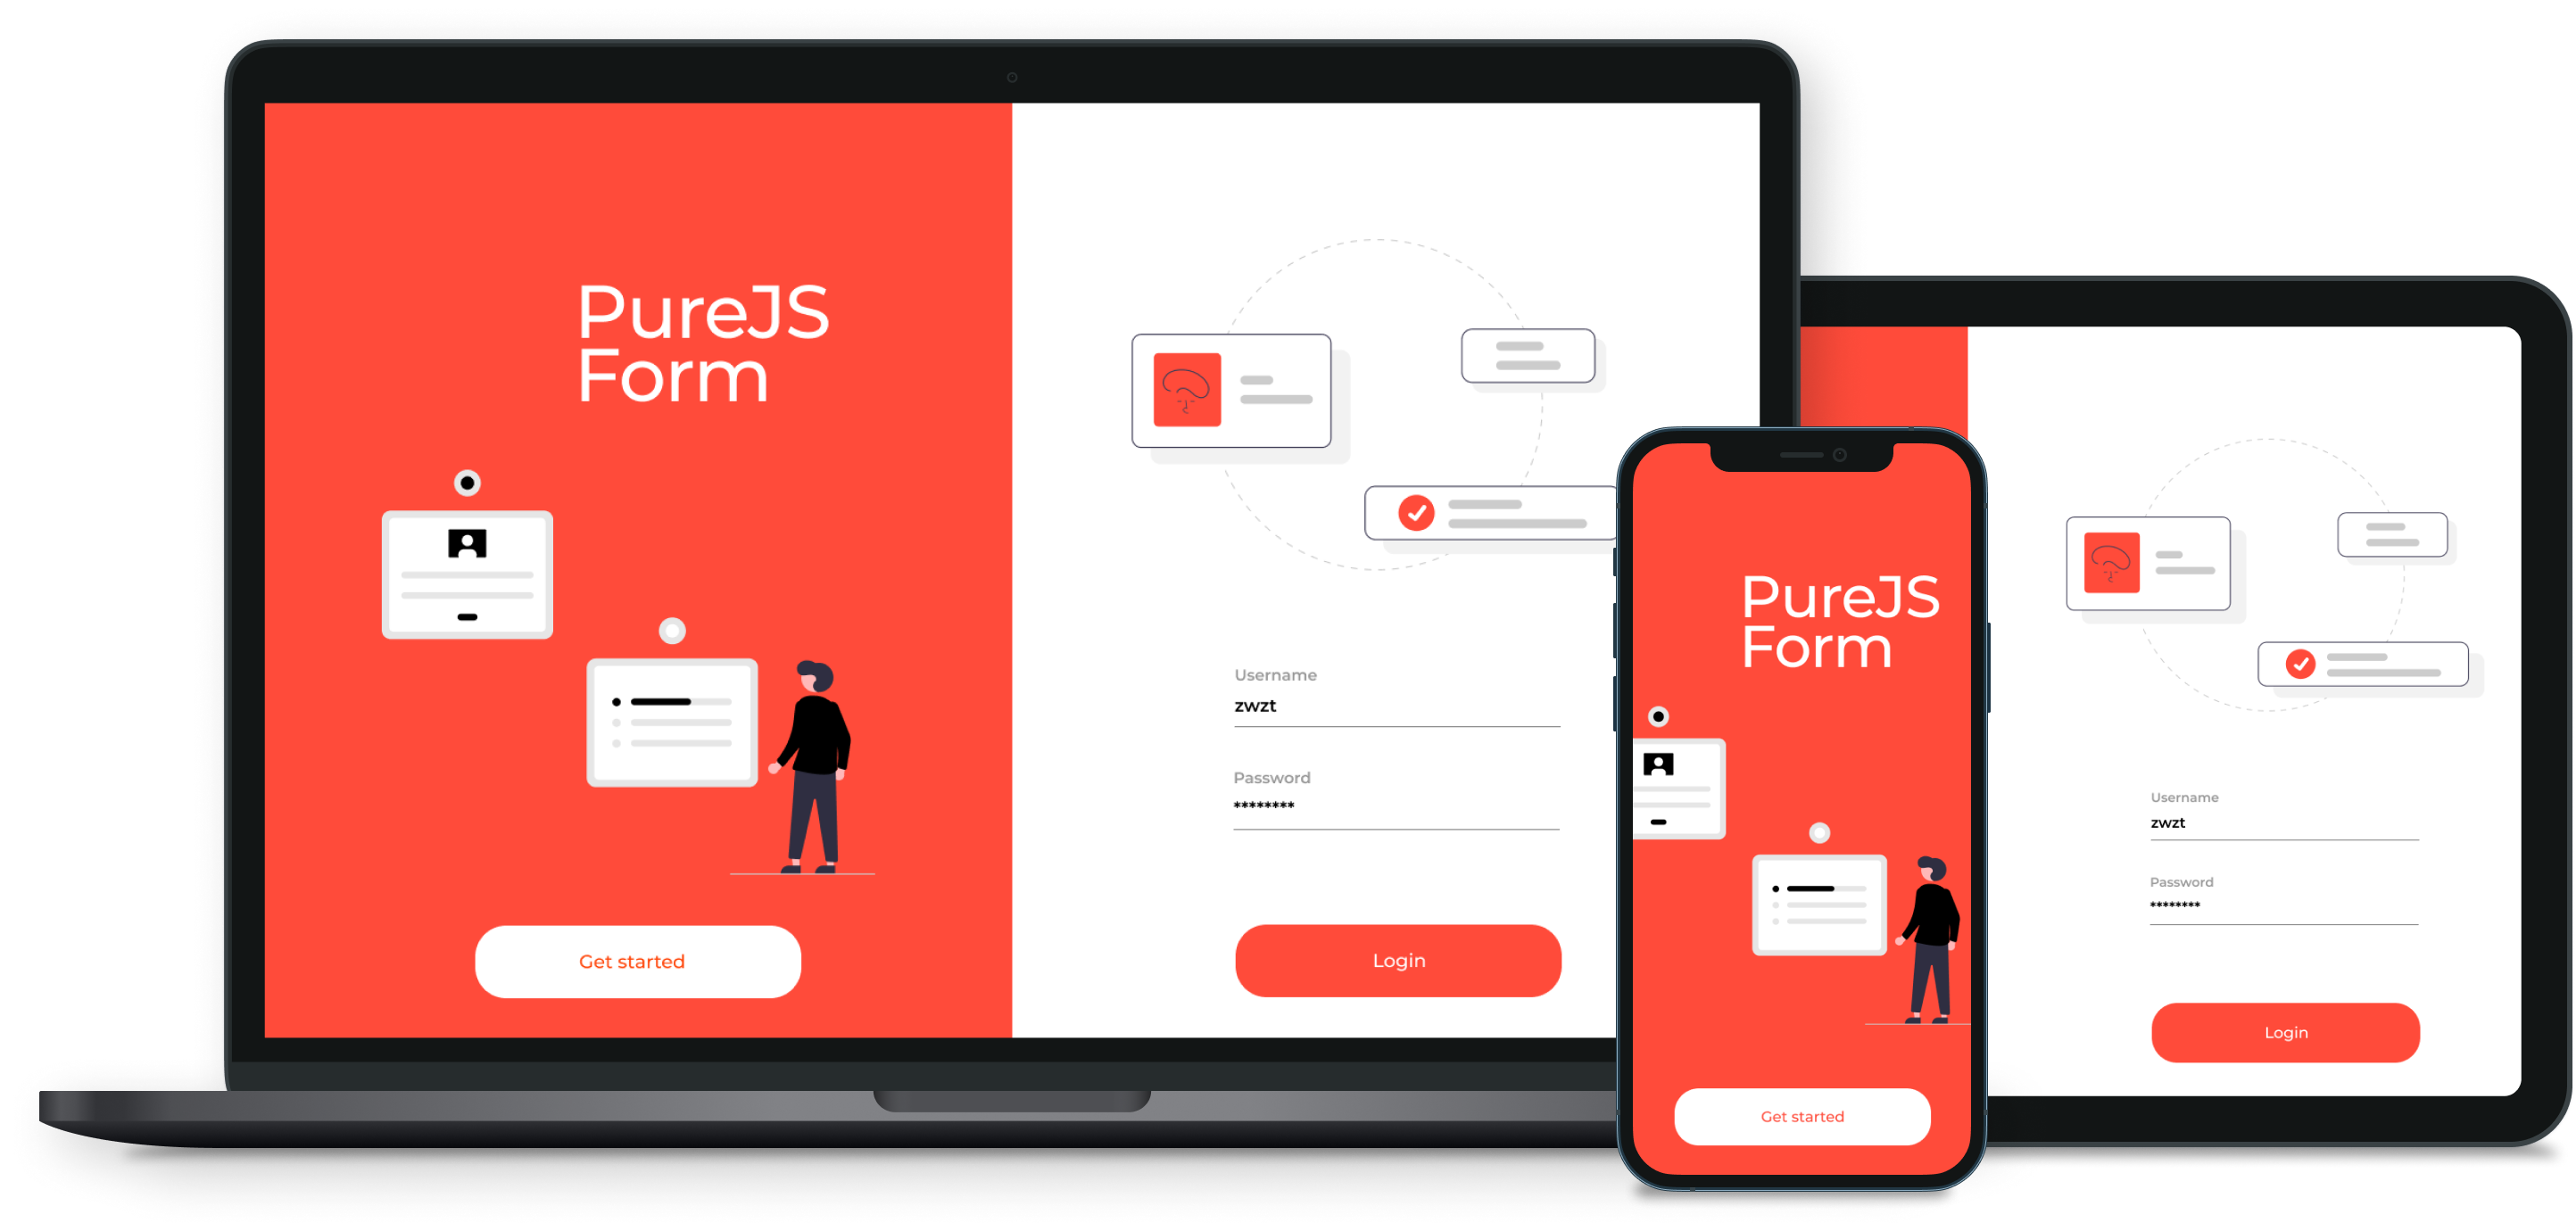 PureJS
Form
Get started
Username
zwzt
Password
********
Login
PureJS
Form
Get started
Username
zwzt
Password
********
Login